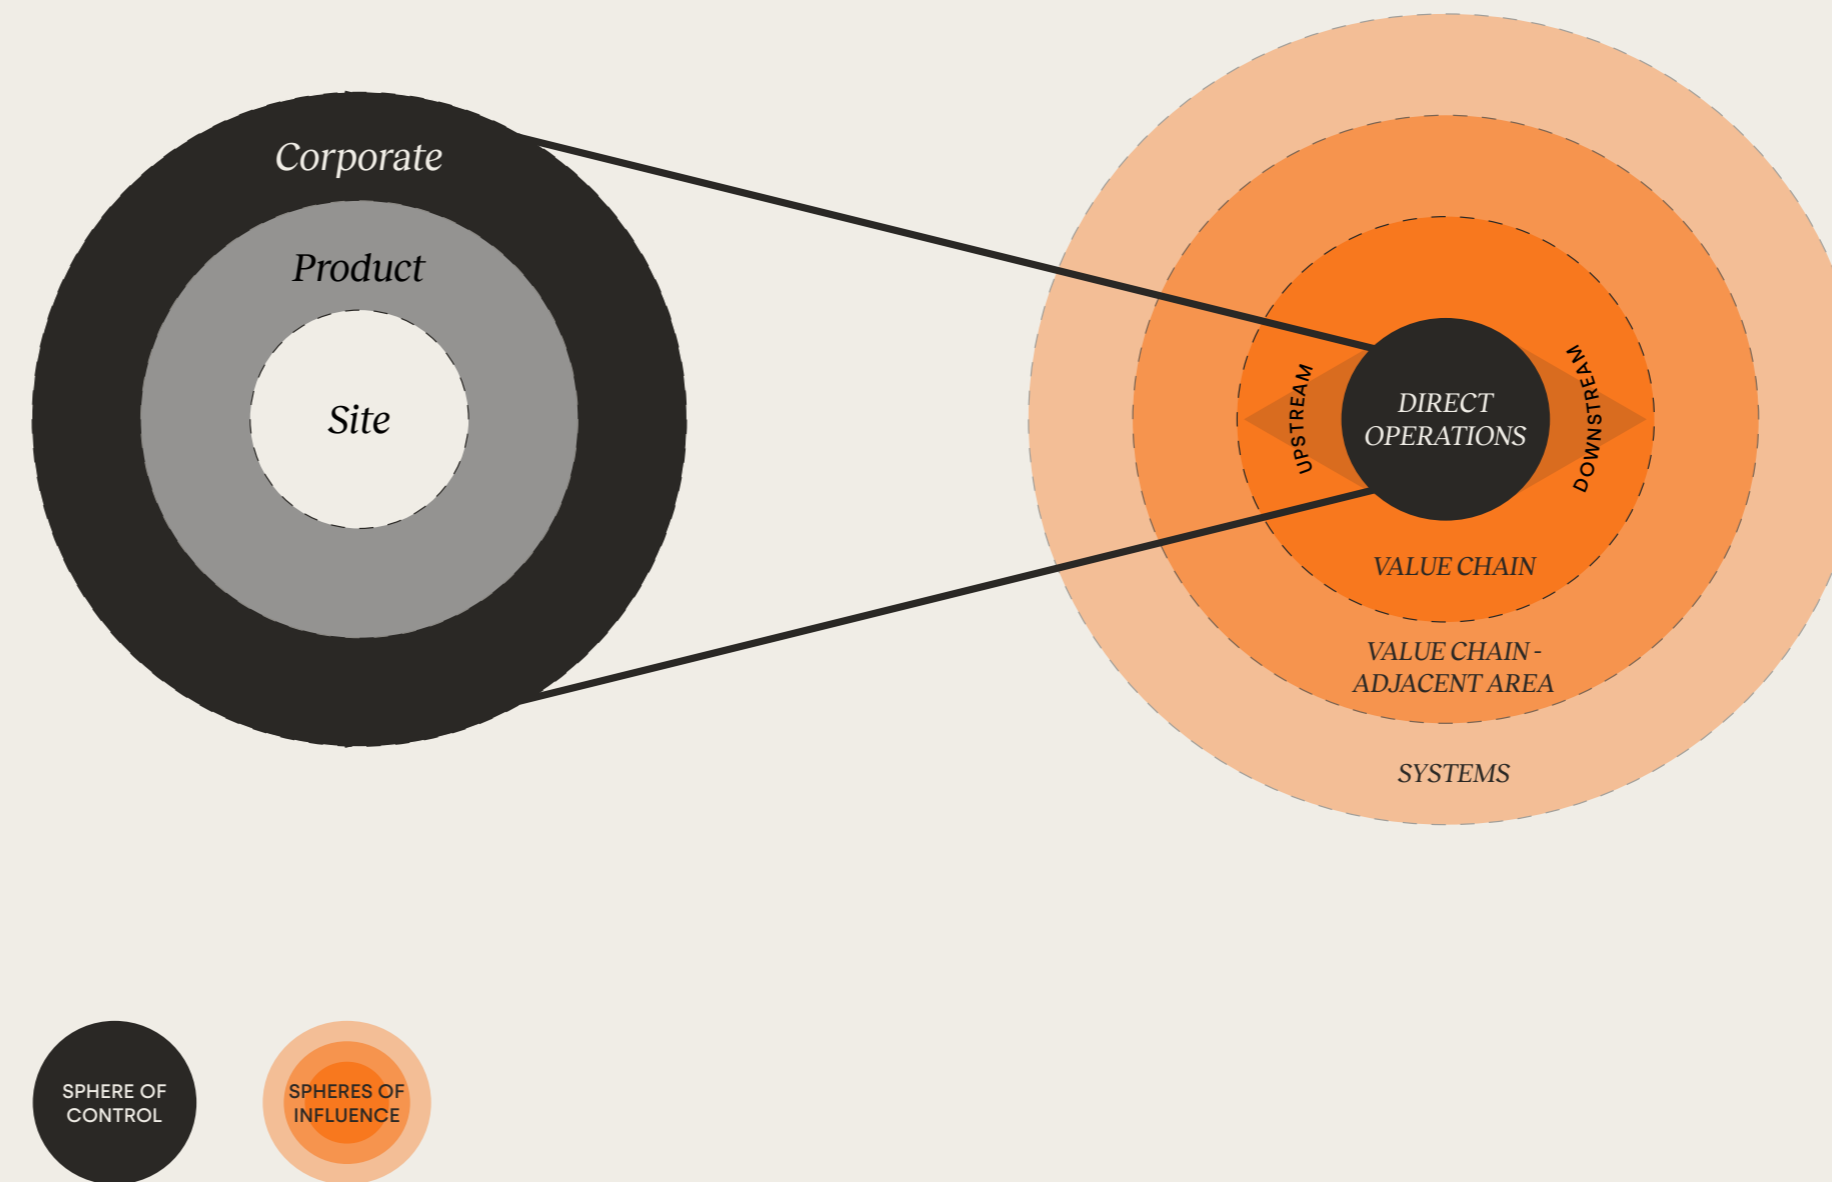 Corporate
Product
Site
UPSTREAM
DIRECT
OPERATIONS
DOWNSTREAM
VALUE CHAIN
VALUE CHAIN -
ADJACENT AREA
SYSTEMS
SPHERE OF
CONTROL
SPHERES OF
INFLUENCE